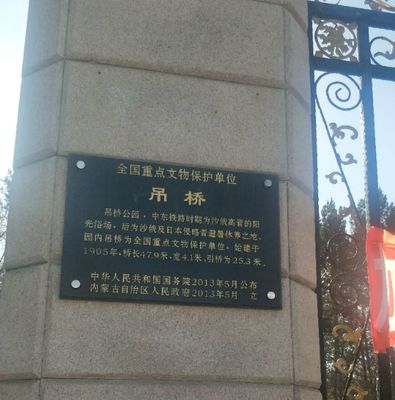 全国重点文物保护单位
吊桥
吊桥公园，中东铁路时期为沙俄高管的阳
光浴场，后为沙俄及日本侵略者避暑休养之地。
园内吊桥为全国重点文物保护单位，始建于
1905年，桥长47.9米，宽4.1米，引桥为25.3米。
中华人民共和国国务院2013年5月公布
内蒙古自治区人民政府2013年5月 立